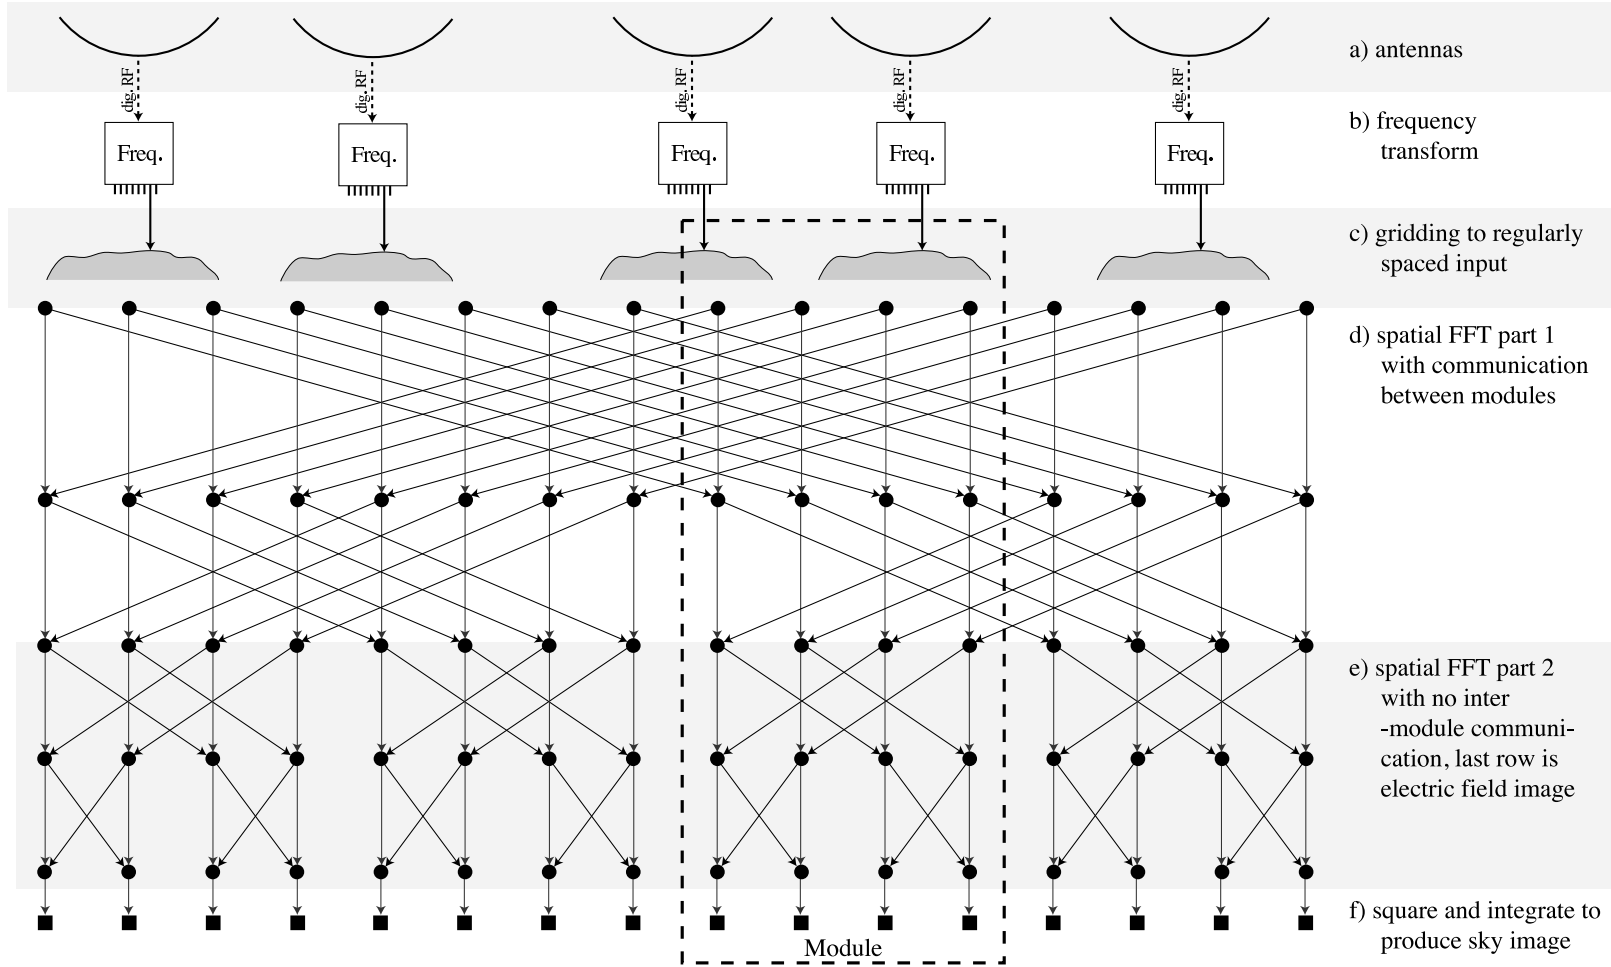 a) antennas
dig. RF
dig. RF
dig. RF
dig. RF
dig. RF
b) frequency
transform
Freq.
Freq.
Freq.
Freq.
Freq.
c) gridding to regularly
spaced input
d) spatial FFT part 1
with communication
between modules
e) spatial FFT part 2
with no inter
-module communi-
cation, last row is
electric field image
f) square and integrate to
produce sky image
Module